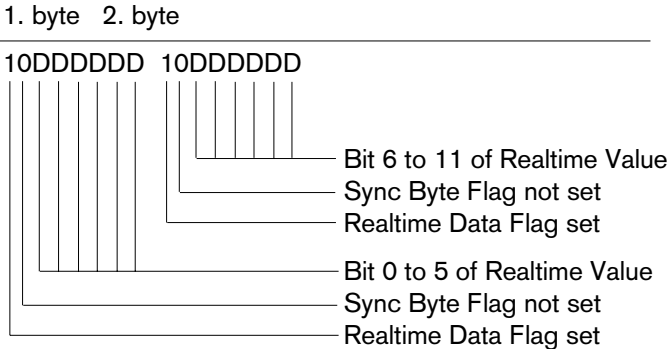 1. byte 2. byte
10DDDDDD 10DDDDDD
Bit 6 to 11 of Realtime Value
Sync Byte Flag not set
Realtime Data Flag set
Bit 0 to 5 of Realtime Value
Sync Byte Flag not set
Realtime Data Flag set